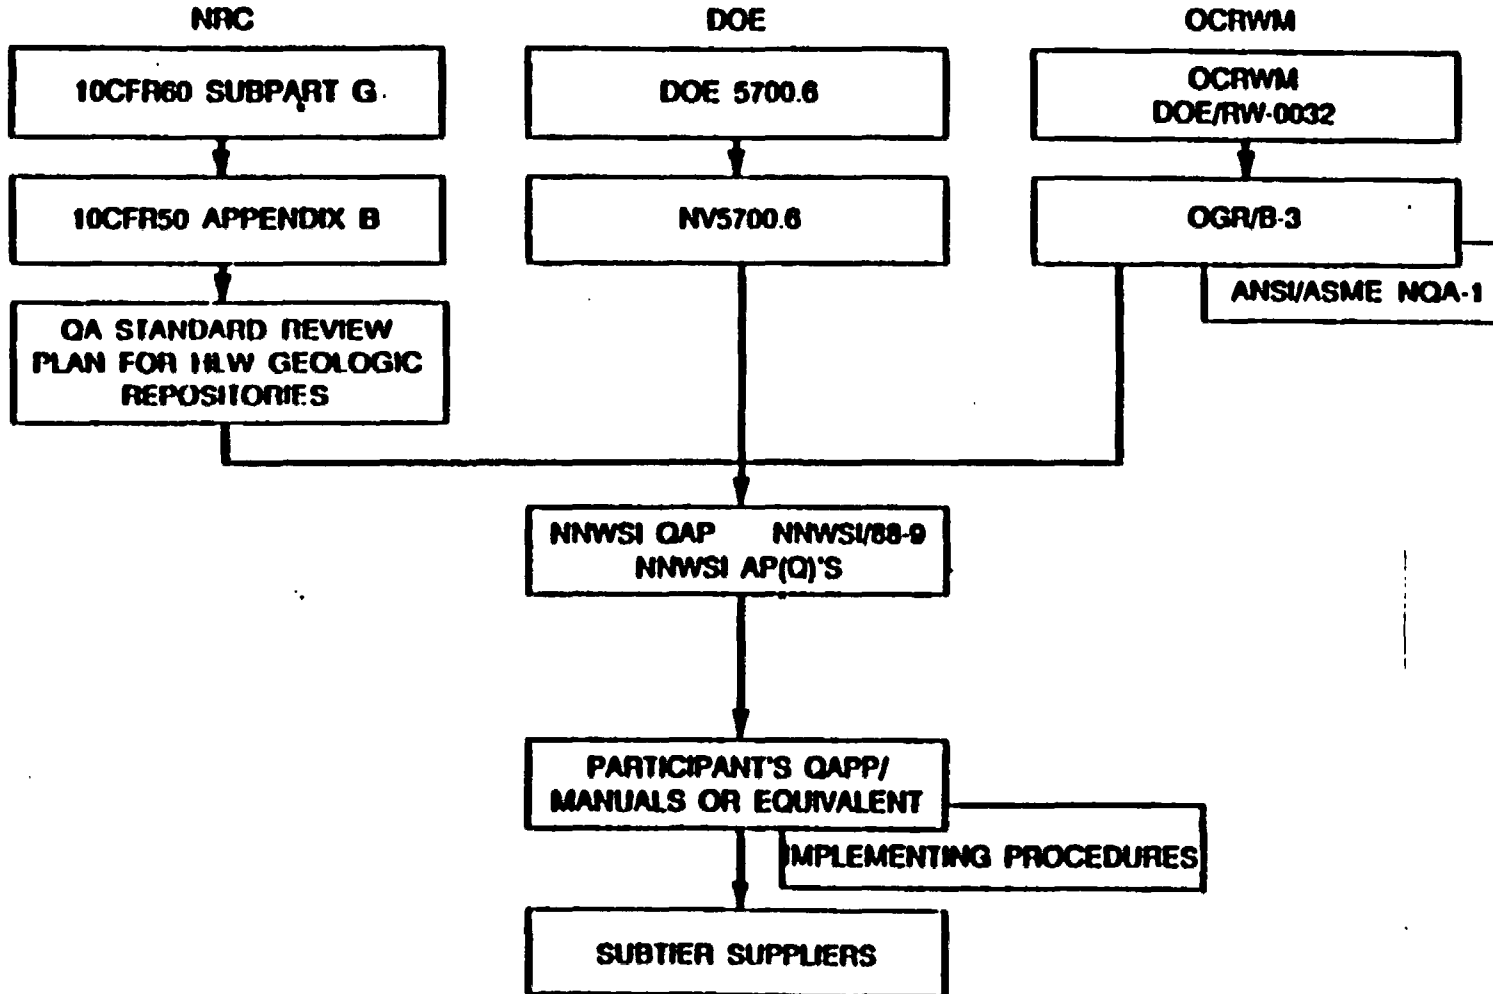 NRC
DOE
OCRWM
10CFR60 SUBPART G
DOE 5700.6
OCRWM
DOE/RW-0032
10CFR50 APPENDIX B
NV5700.6
OGR/B-3
ANSI/ASME NQA-1
QA STANDARD REVIEW
PLAN FOR HLW GEOLOGIC
REPOSITORIES
NNWSI QAP NNWSI/88-9
NNWSI AP(Q)'S
PARTICIPANT'S QAPP/
MANUALS OR EQUIVALENT
IMPLEMENTING PROCEDURES
SUBTIER SUPPLIERS